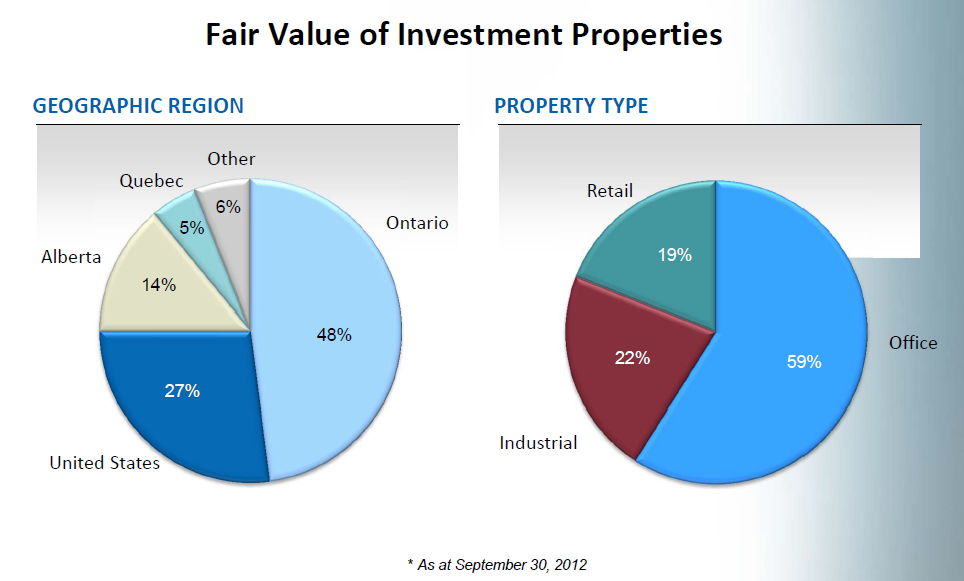 Fair Value of Investment Properties
GEOGRAPHIC REGION
Other
Quebec
6%
5%
Ontario
Alberta
14%
48%
27%
United States
PROPERTY TYPE
Retail
19%
Office
22%
59%
Industrial
* As at September 30, 2012